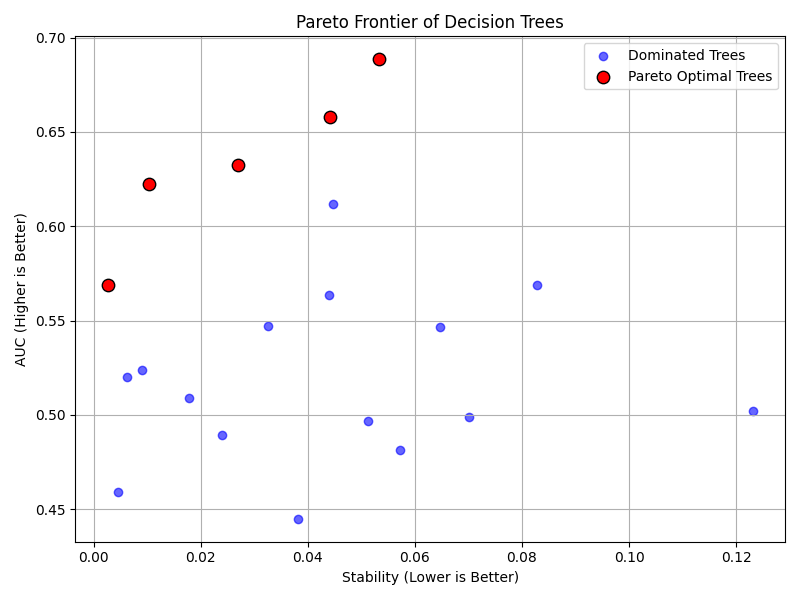 Pareto Frontier of Decision Trees
Dominated Trees
Pareto Optimal Trees
AUC (Higher is Better)
0.70
0.65
0.60
0.55
0.50
0.45
0.00 0.02 0.04 0.06 0.08 0.10 0.12
Stability (Lower is Better)